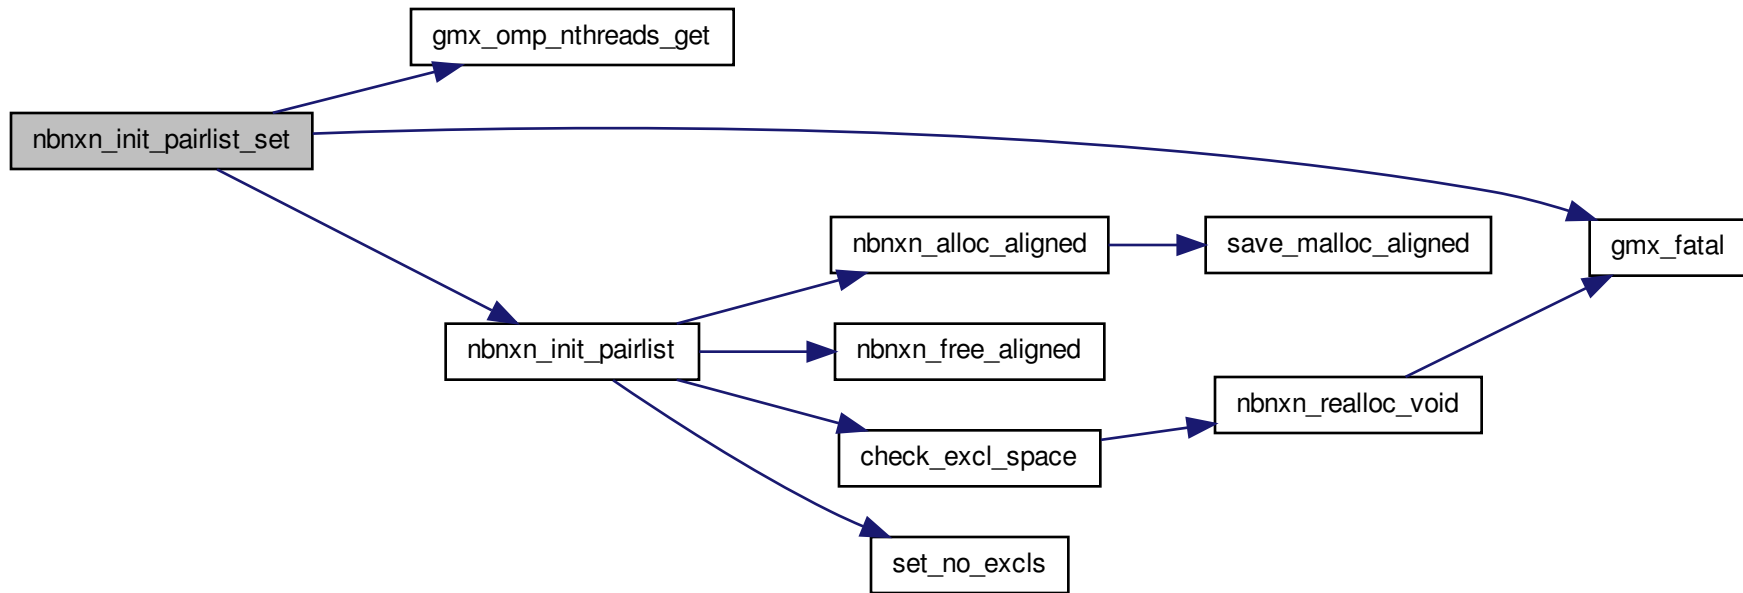 gmx_omp_nthreads_get
nbnxn_init_pairlist_set
nbnxn_alloc_aligned
save_malloc_aligned
gmx_fatal
nbnxn_init_pairlist
nbnxn_free_aligned
nbnxn_realloc_void
check_excl_space
set_no_excls